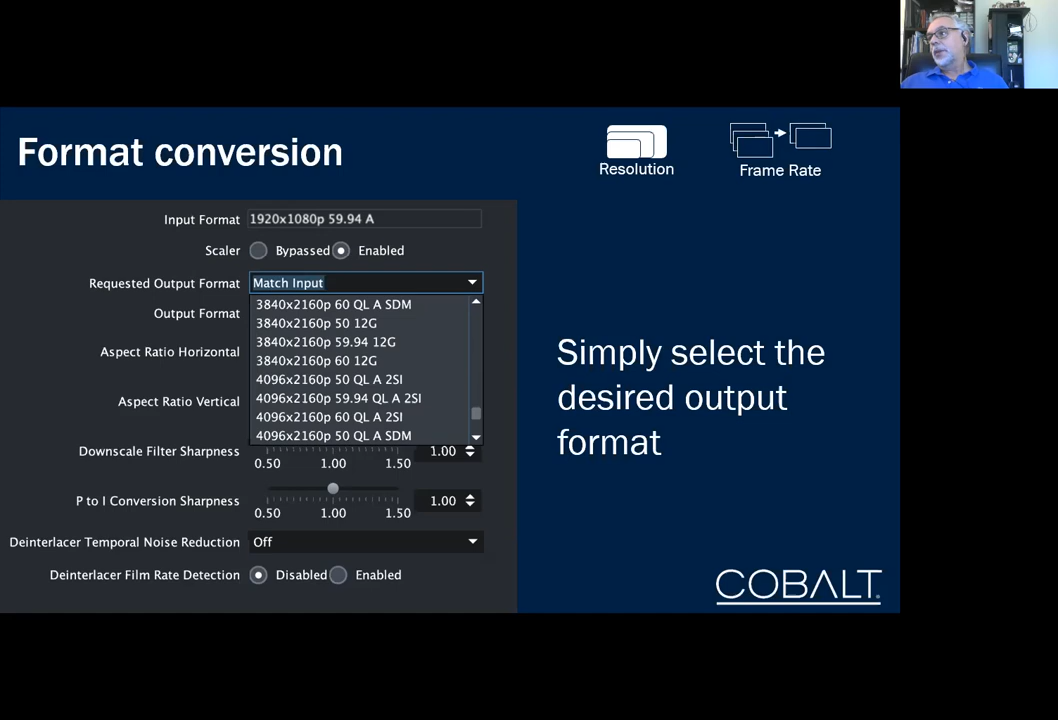 Format conversion
Resolution
Frame Rate
Input Format 1920x1080p 59.94 A
Scaler Bypassed Enabled
Requested Output Format Match Input
3840x2160p 60 QL A SDM
Output Format
3840x2160p 50 12G
3840x2160p 59.94 12G
Aspect Ratio Horizontal
3840x2160p 60 12G
4096x2160p 50 QL A 2SI
Aspect Ratio Vertical
4096x2160p 59.94 QL A 2SI
4096x2160p 60 QL A 2SI
4096x2160p 50 QL A SDM
Downscale Filter Sharpness 1.00
0.50 1.00 1.50
P to I Conversion Sharpness 1.00
0.50 1.00 1.50
Deinterlacer Temporal Noise Reduction Off
Deinterlacer Film Rate Detection Disabled Enabled
Simply select the
desired output
format
COBALT